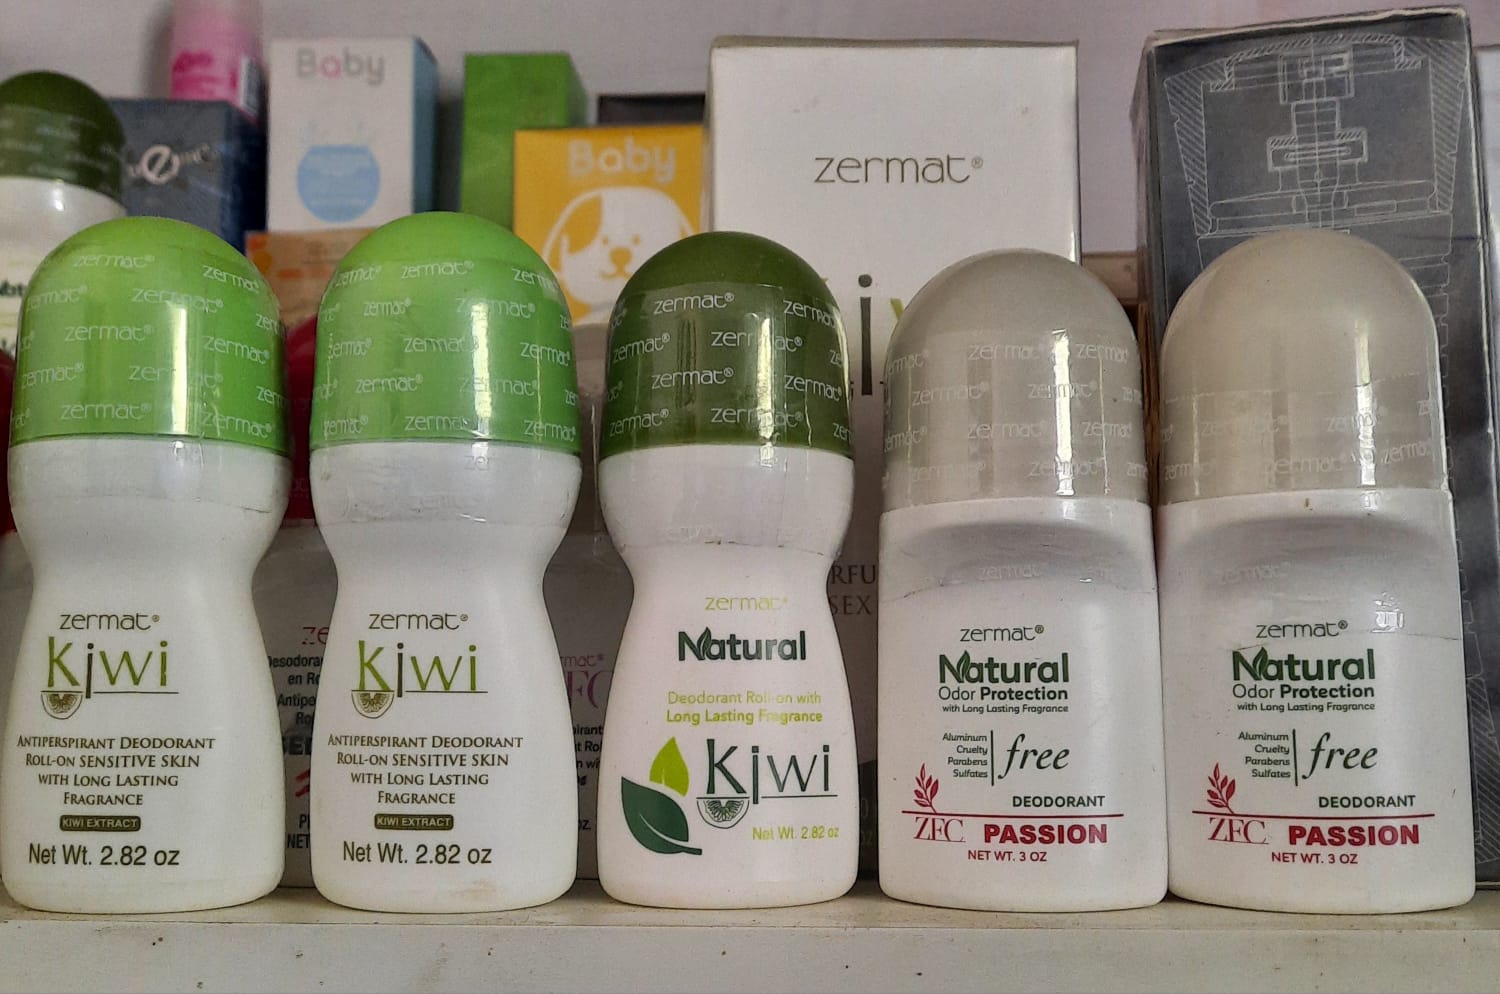 Baby
Baby
zermat®
zermat®
Kiwi
ANTIPERSPIRANT DEODORANT
ROLL-ON SENSITIVE SKIN
WITH LONG LASTING
FRAGRANCE
KIWI EXTRACT
Net Wt. 2.82 oz
zermat®
Kiwi
ANTIPERSPIRANT DEODORANT
ROLL-ON SENSITIVE SKIN
WITH LONG LASTING
FRAGRANCE
KIWI EXTRACT
Net Wt. 2.82 oz
zermat®
Natural
Deodorant Roll-on with
Long Lasting Fragrance
Kiwi
Net Wt. 2.82 oz
zermat®
Natural
Odor Protection
with Long Lasting Fragrance
Aluminum
Cruelty
Parabens
Sulfates
free
DEODORANT
ZFC PASSION
NET WT. 3 OZ
zermat®
Natural
Odor Protection
with Long Lasting Fragrance
Aluminum
Cruelty
Parabens
Sulfates
free
DEODORANT
ZFC PASSION
NET WT. 3 OZ